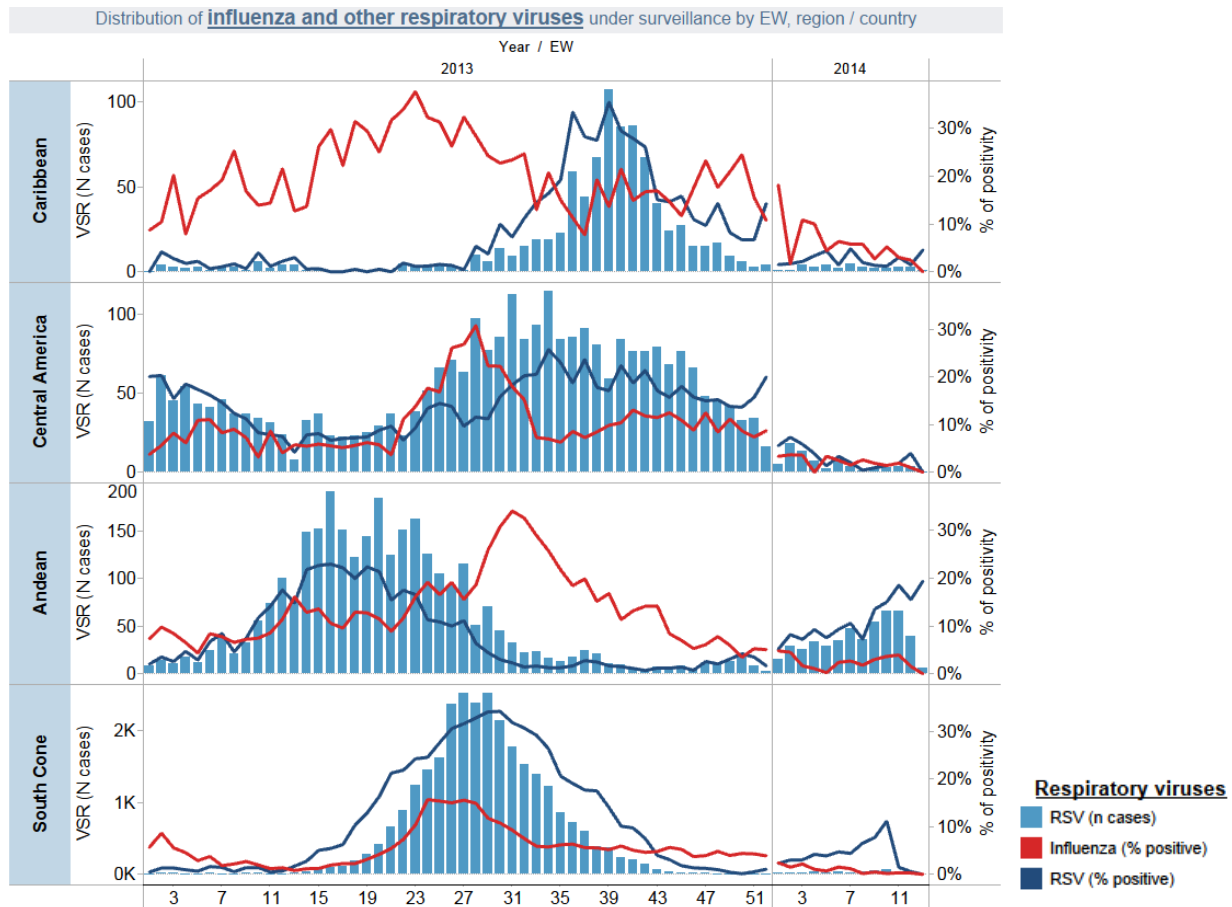 Distribution of influenza and other respiratory viruses under surveillance by EW, region / country
Year / EW
2013 2014
Caribbean
VSR (N cases)
100
50
0
30%
20%
10%
0%
% of positivity
Central America
VSR (N cases)
100
50
0
30%
20%
10%
0%
% of positivity
Andean
VSR (N cases)
200
150
100
50
0
30%
20%
10%
0%
% of positivity
South Cone
VSR (N cases)
2K
1K
0K
30%
20%
10%
0%
% of positivity
3 7 11 15 19 23 27 31 35 39 43 47 51 3 7 11
Respiratory viruses
RSV (n cases)
Influenza (% positive)
RSV (% positive)